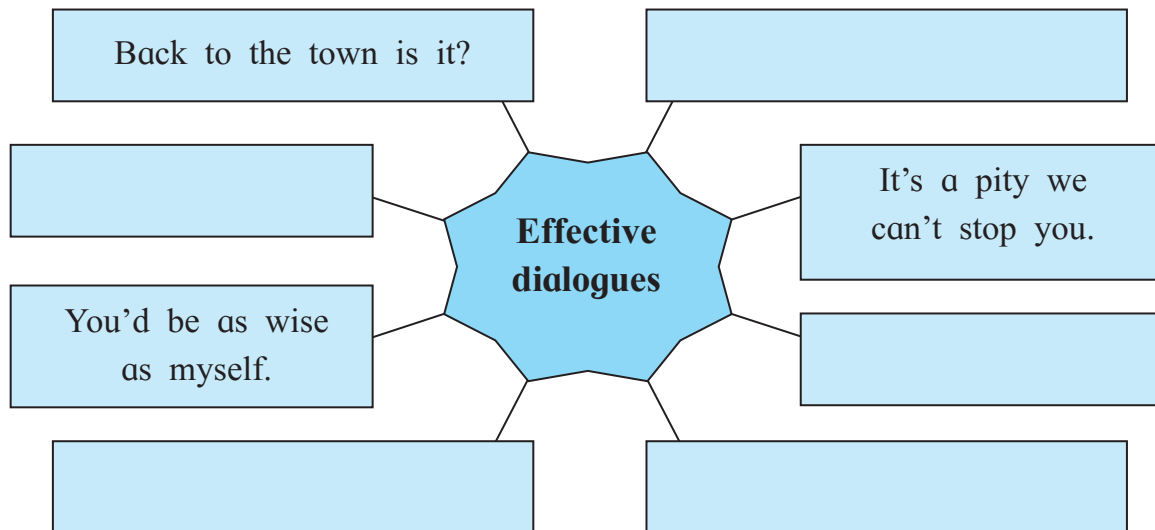 Back to the town is it?
It's a pity we
can't stop you.
Effective
dialogues
You'd be as wise
as myself.